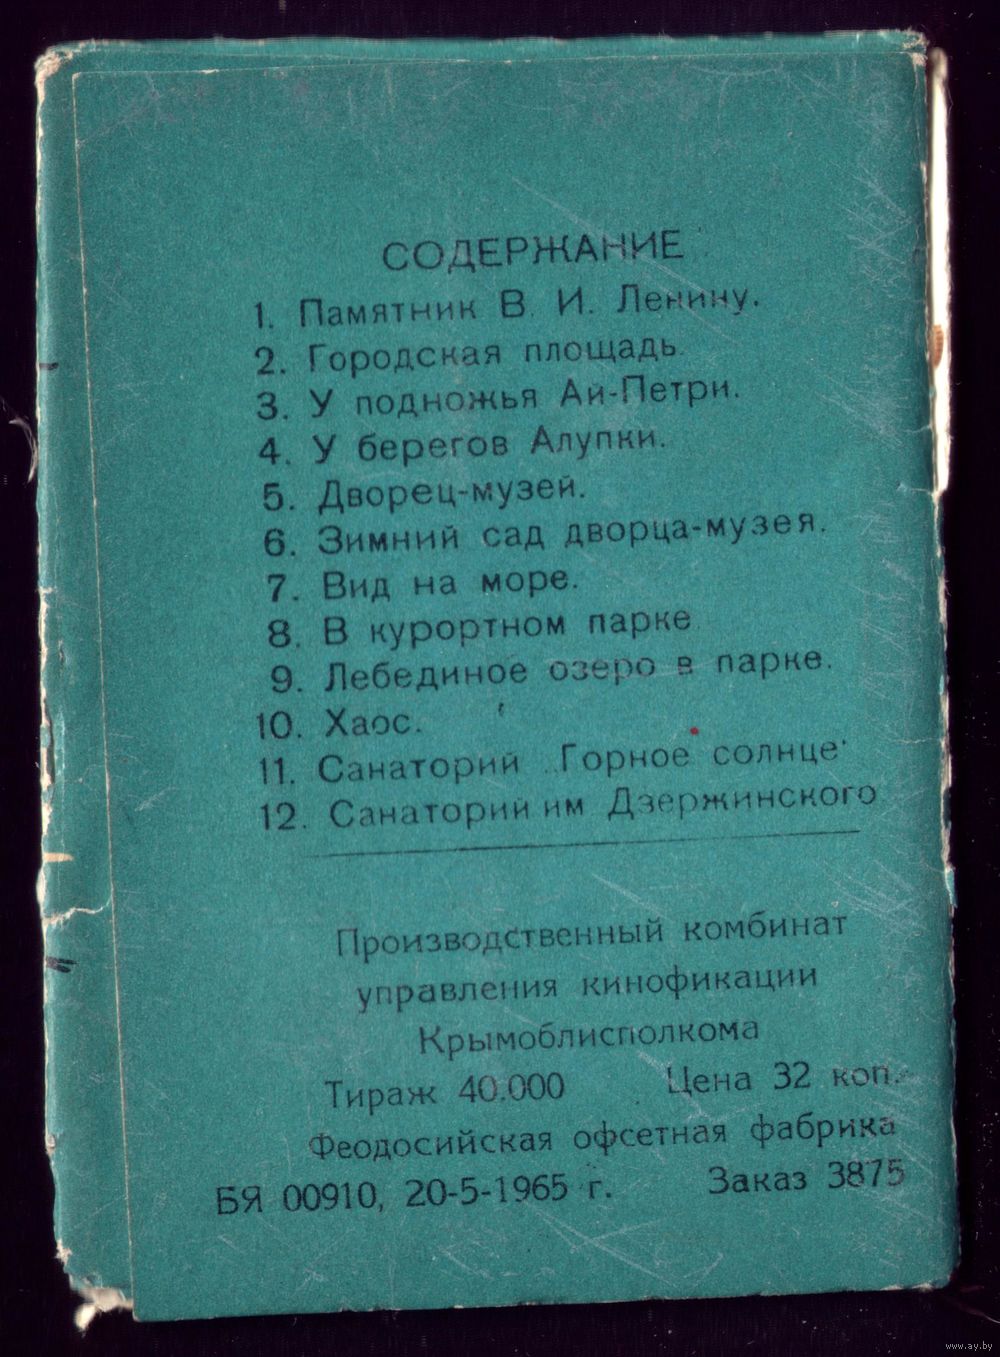 СОДЕРЖАНИЕ
1. Памятник В. И. Ленину.
2. Городская площадь.
3. У подножья Ай-Петри.
4. У берегов Алупки.
5. Дворец-музей.
6. Зимний сад дворца-музея.
7. Вид на море.
8. В курортном парке
9. Лебединое озеро в парке.
10. Хаос.
11. Санаторий „Горное солнце"
12. Санаторий им Дзержинского
Производственный комбинат
управления кинофикации
Крымоблисполкома
Тираж 40.000 Цена 32 коп.
Феодосийская офсетная фабрика
БЯ 00910, 20-5-1965 г. Заказ 3875
www.ay.by